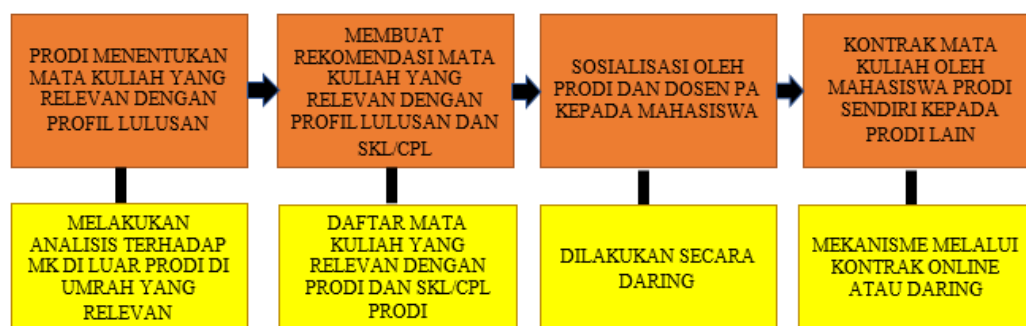 PRODI MENENTUKAN
MATA KULIAH YANG
RELEVAN DENGAN
PROFIL LULUSAN
MEMBUAT
REKOMENDASI MATA
KULIAH YANG
RELEVAN DENGAN
PROFIL LULUSAN DAN
SKL/CPL
SOSIALISASI OLEH
PRODI DAN DOSEN PA
KEPADA MAHASISWA
KONTRAK MATA
KULIAH OLEH
MAHASISWA PRODI
SENDIRI KEPADA
PRODI LAIN
MELAKUKAN
ANALISIS TERHADAP
MK DI LUAR PRODI DI
UMRAH YANG
RELEVAN
DAFTAR MATA
KULIAH YANG
RELEVAN DENGAN
PRODI DAN SKL/CPL
PRODI
DILAKUKAN SECARA
DARING
MEKANISME MELALUI
KONTRAK ONLINE
ATAU DARING